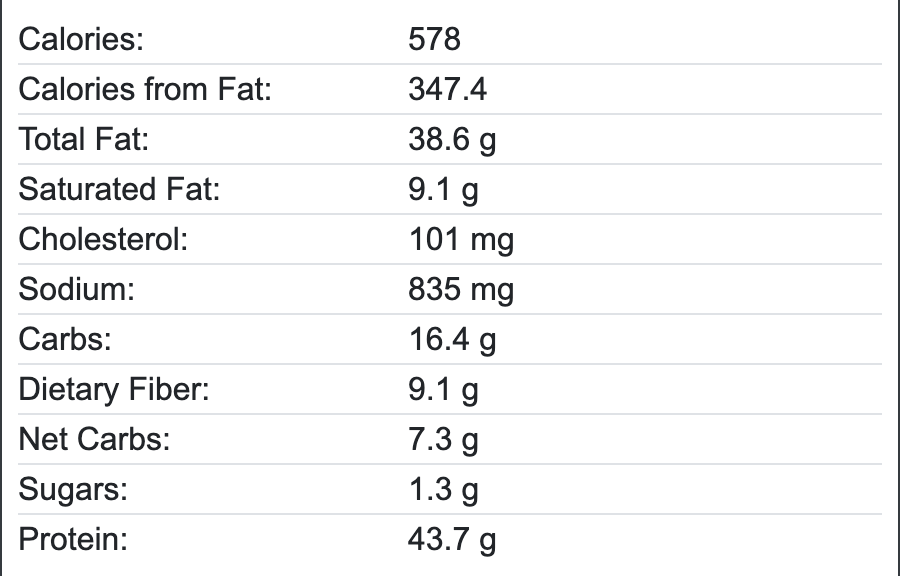 Calories: 578
Calories from Fat: 347.4
Total Fat: 38.6 g
Saturated Fat: 9.1 g
Cholesterol: 101 mg
Sodium: 835 mg
Carbs: 16.4 g
Dietary Fiber: 9.1 g
Net Carbs: 7.3 g
Sugars: 1.3 g
Protein: 43.7 g